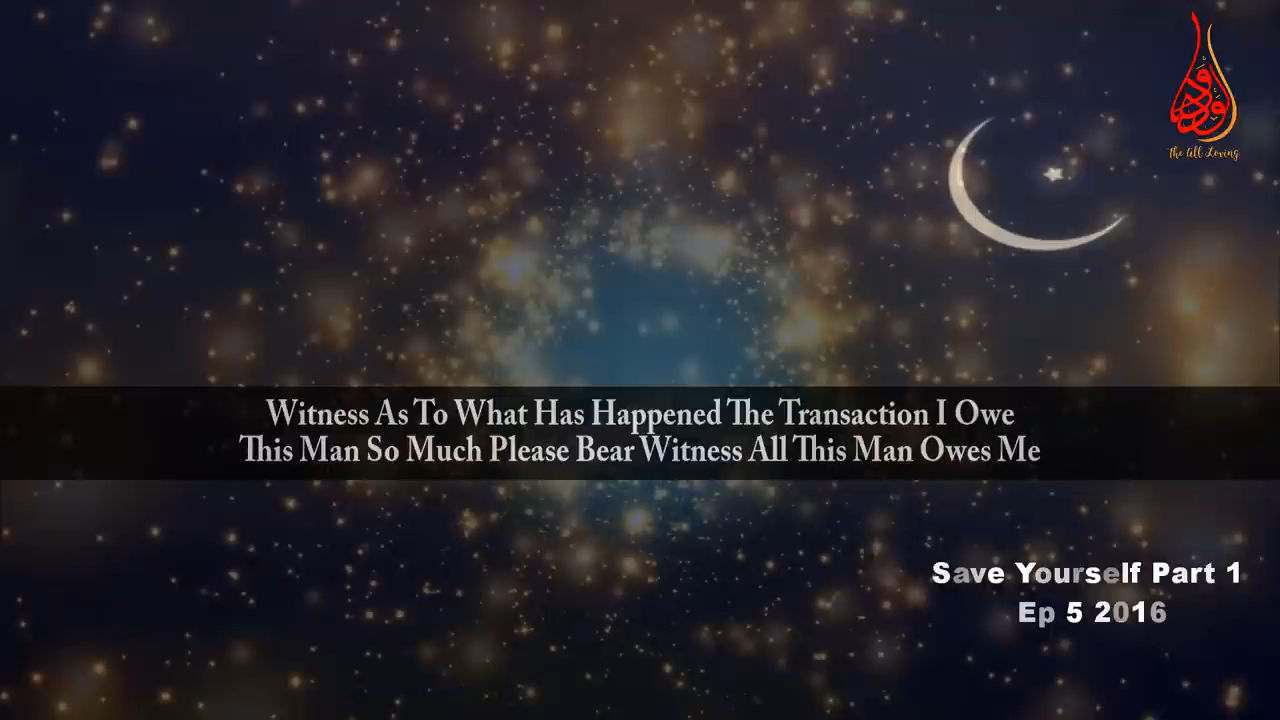 ودود
The All Loving
Witness As To What Has Happened The Transaction I Owe
This Man So Much Please Bear Witness All This Man Owes Me
Save Yourself Part 1
Ep 5 2016